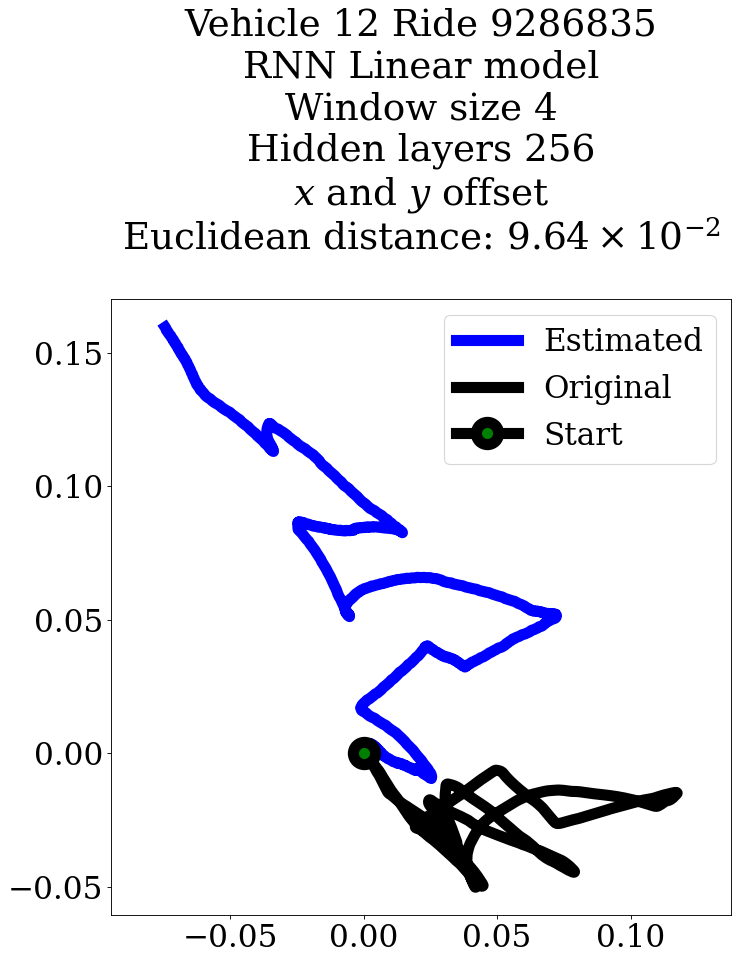 Vehicle 12 Ride 9286835
RNN Linear model
Window size 4
Hidden layers 256
x and y offset
Euclidean distance: 9.64 × 10⁻²
Estimated
Original
Start
0.15
0.10
0.05
0.00
−0.05
−0.05 0.00 0.05 0.10